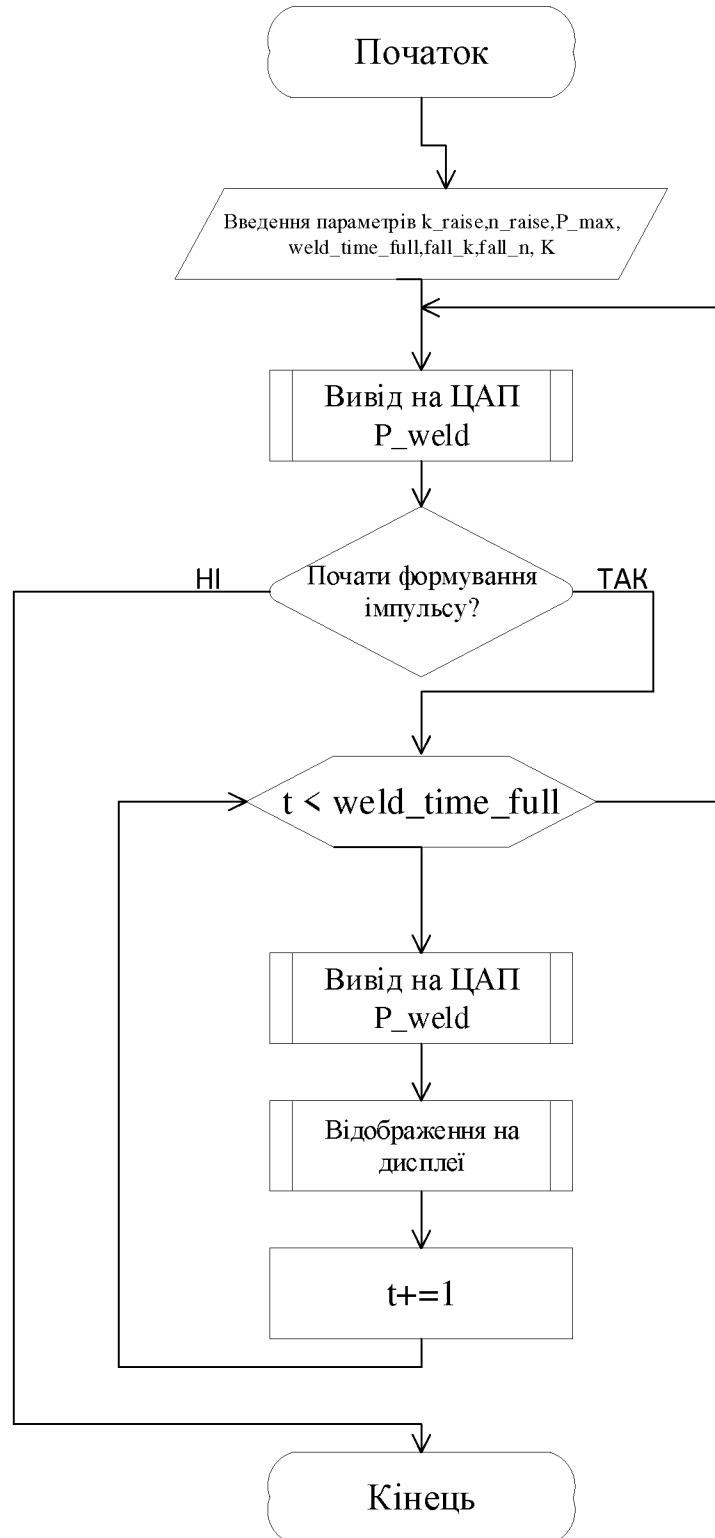 Початок
Введення параметрів k_raise,n_raise,P_max,
weld_time_full,fall_k,fall_n, K
Вивід на ЦАП
P_weld
НІ
Почати формування
імпульсу?
ТАК
t < weld_time_full
Вивід на ЦАП
P_weld
Відображення на
дисплеї
t+=1
Кінець